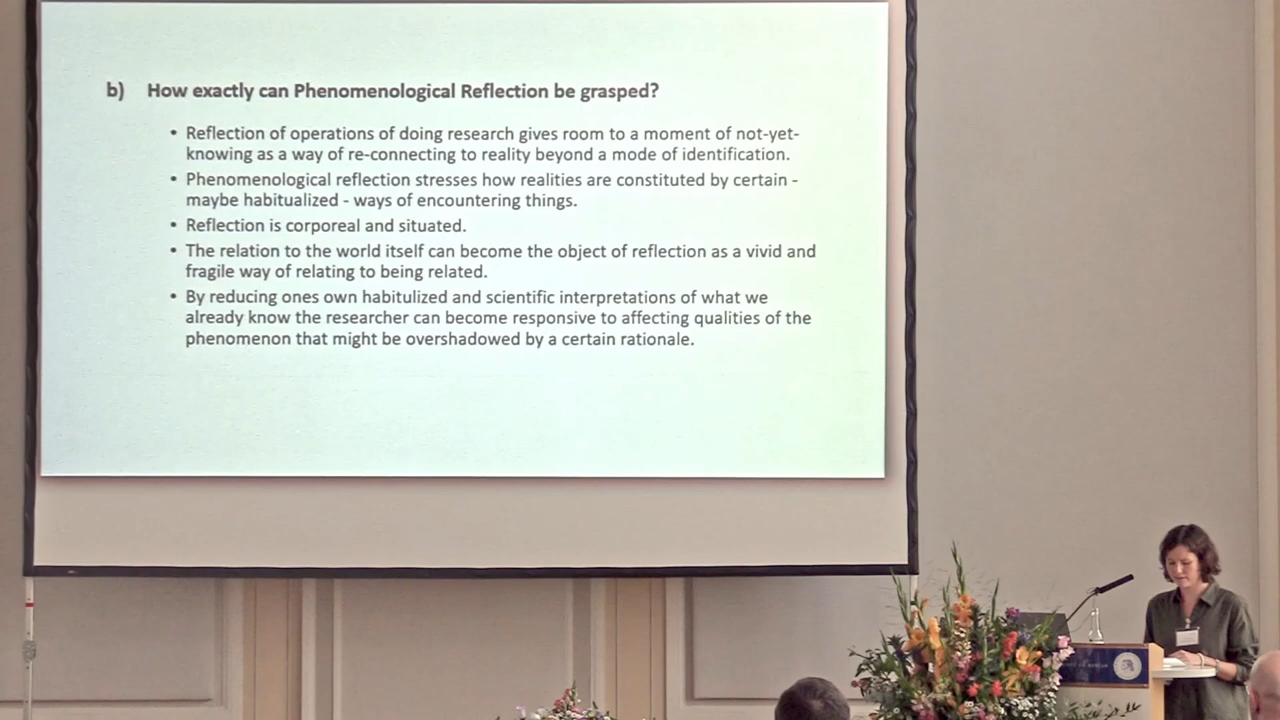 b) How exactly can Phenomenological Reflection be grasped?
• Reflection of operations of doing research gives room to a moment of not-yet-
knowing as a way of re-connecting to reality beyond a mode of identification.
• Phenomenological reflection stresses how realities are constituted by certain -
maybe habitualized - ways of encountering things.
• Reflection is corporeal and situated.
• The relation to the world itself can become the object of reflection as a vivid and
fragile way of relating to being related.
• By reducing ones own habitulized and scientific interpretations of what we
already know the researcher can become responsive to affecting qualities of the
phenomenon that might be overshadowed by a certain rationale.